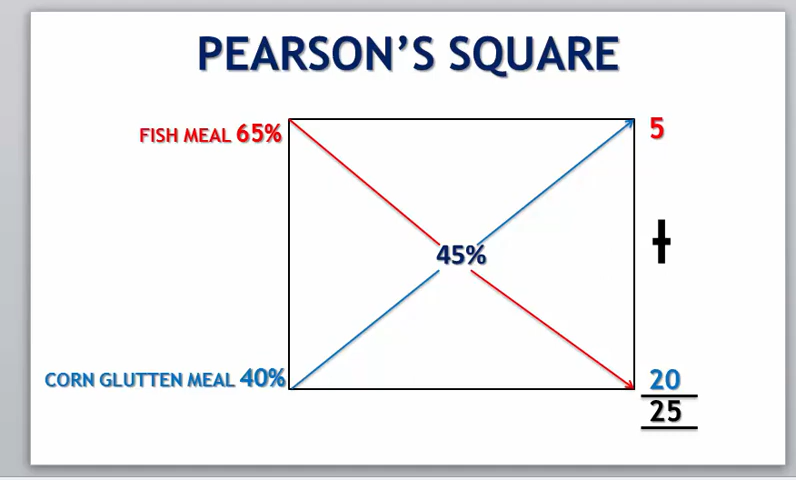 PEARSON'S SQUARE
FISH MEAL 65%
5
+
45%
CORN GLUTTEN MEAL 40%
20
25